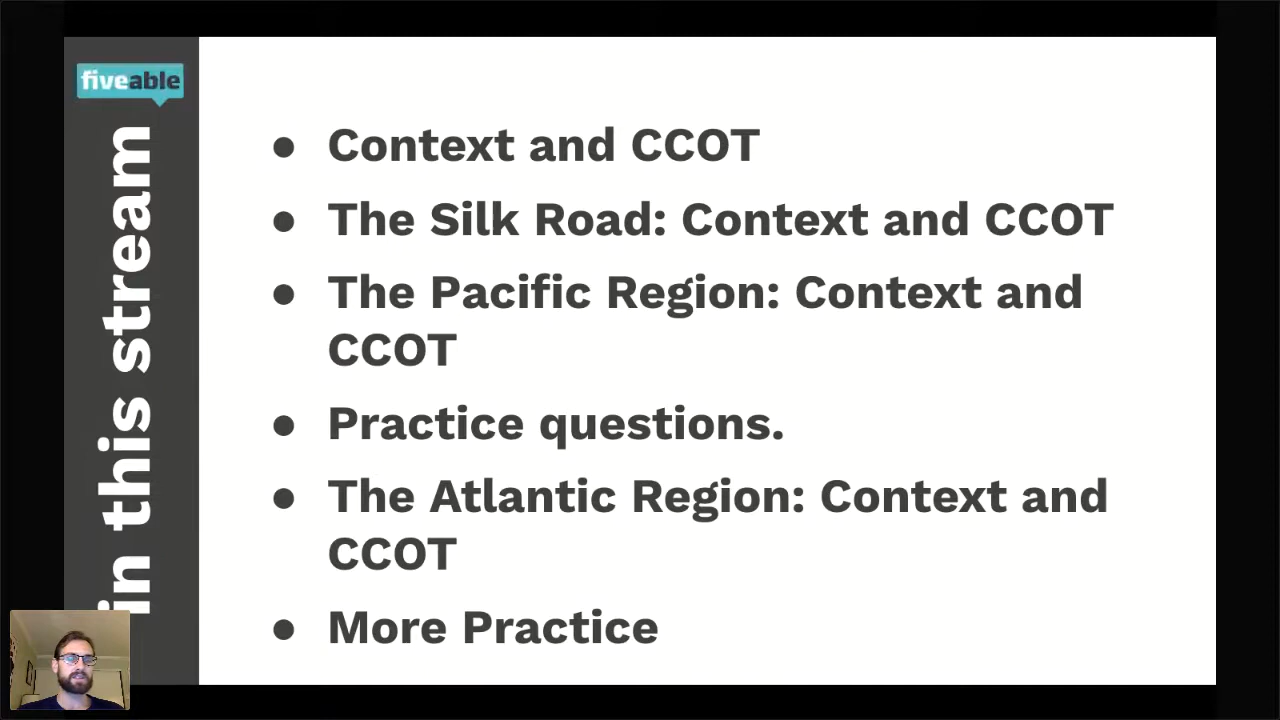 fiveable
in this stream
● Context and CCOT
● The Silk Road: Context and CCOT
● The Pacific Region: Context and
CCOT
● Practice questions.
● The Atlantic Region: Context and
CCOT
● More Practice